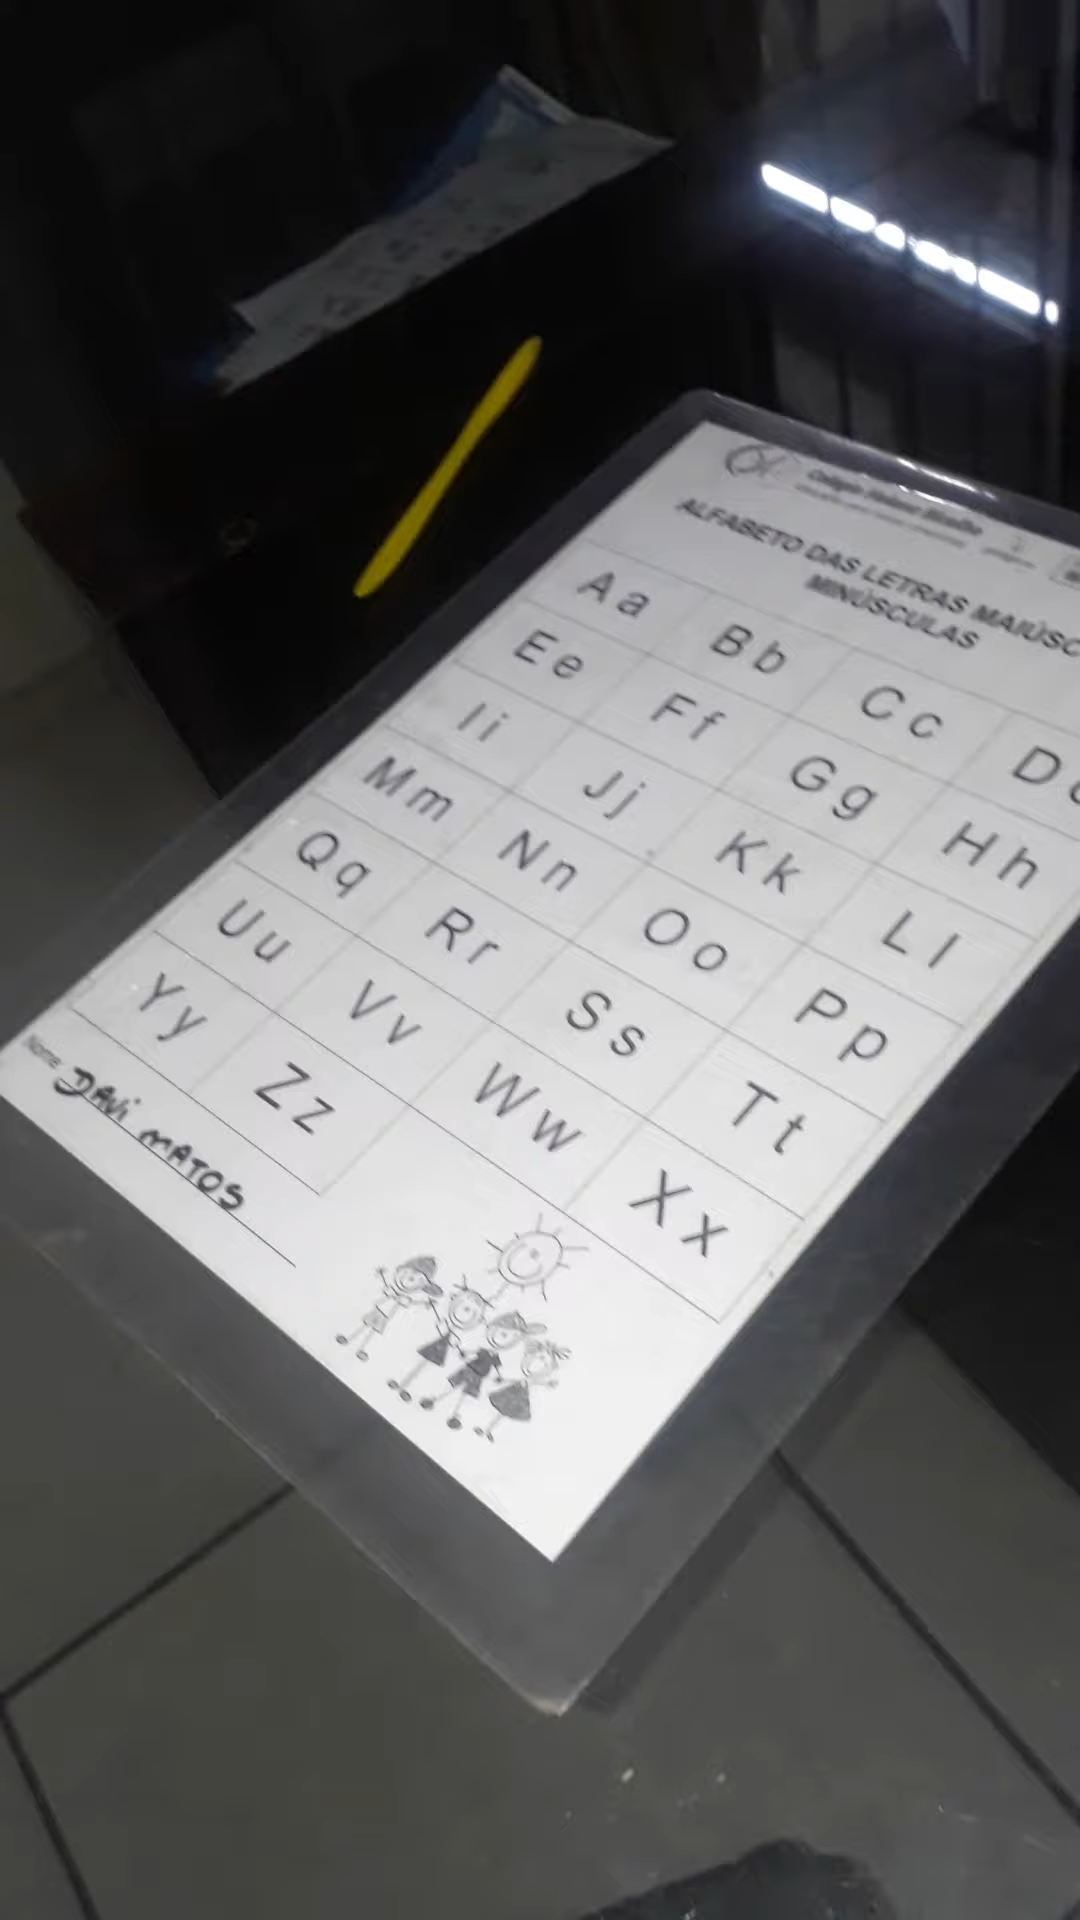 Colégio
ALFABETO DAS LETRAS MAIÚSC
MINÚSCULAS
Aa Bb Cc D
Ee Ff Gg Hh
Ii Jj Kk Ll
Mm Nn Oo Pp
Qq Rr Ss Tt
Uu Vv Ww Xx
Yy Zz
Nome: DAVi MATOS